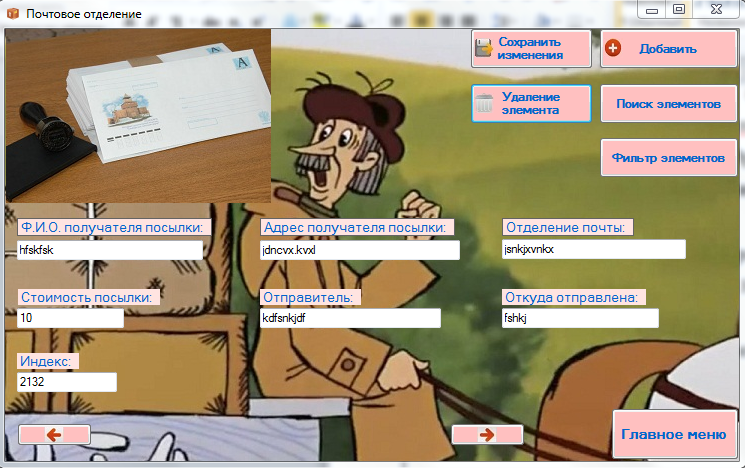 Почтовое отделение
A
A
Сохранить
изменения
Добавить
Удаление
элемента
Поиск элементов
Фильтр элементов
Ф.И.О. получателя посылки:
Адрес получателя посылки:
Отделение почты:
hfskfsk
jdncvx.kvxl
jsnkjxvnkx
Стоимость посылки:
Отправитель:
Откуда отправлена:
10
kdfsnkjdf
fshkj
Индекс:
2132
Главное меню